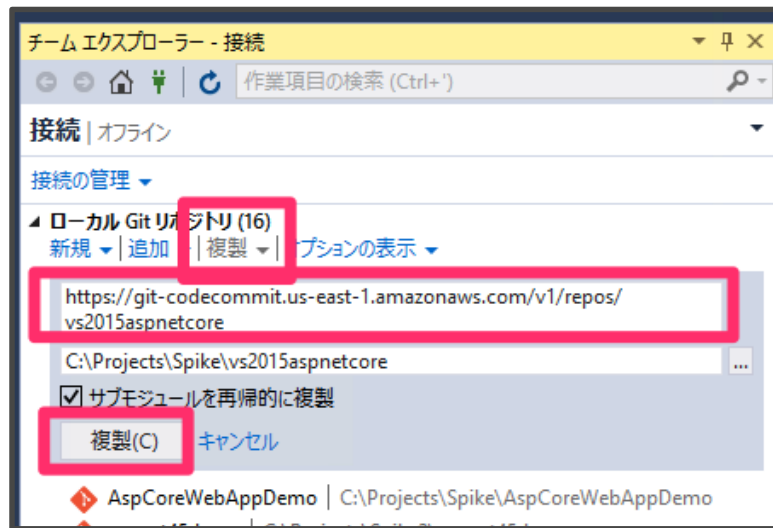 チーム エクスプローラー - 接続
作業項目の検索 (Ctrl+')
接続 | オフライン
接続の管理
ローカル Git リポジトリ (16)
新規 | 追加 | 複製 | オプションの表示
https://git-codecommit.us-east-1.amazonaws.com/v1/repos/
vs2015aspnetcore
C:\Projects\Spike\vs2015aspnetcore ...
サブモジュールを再帰的に複製
複製(C) キャンセル
AspCoreWebAppDemo | C:\Projects\Spike\AspCoreWebAppDemo